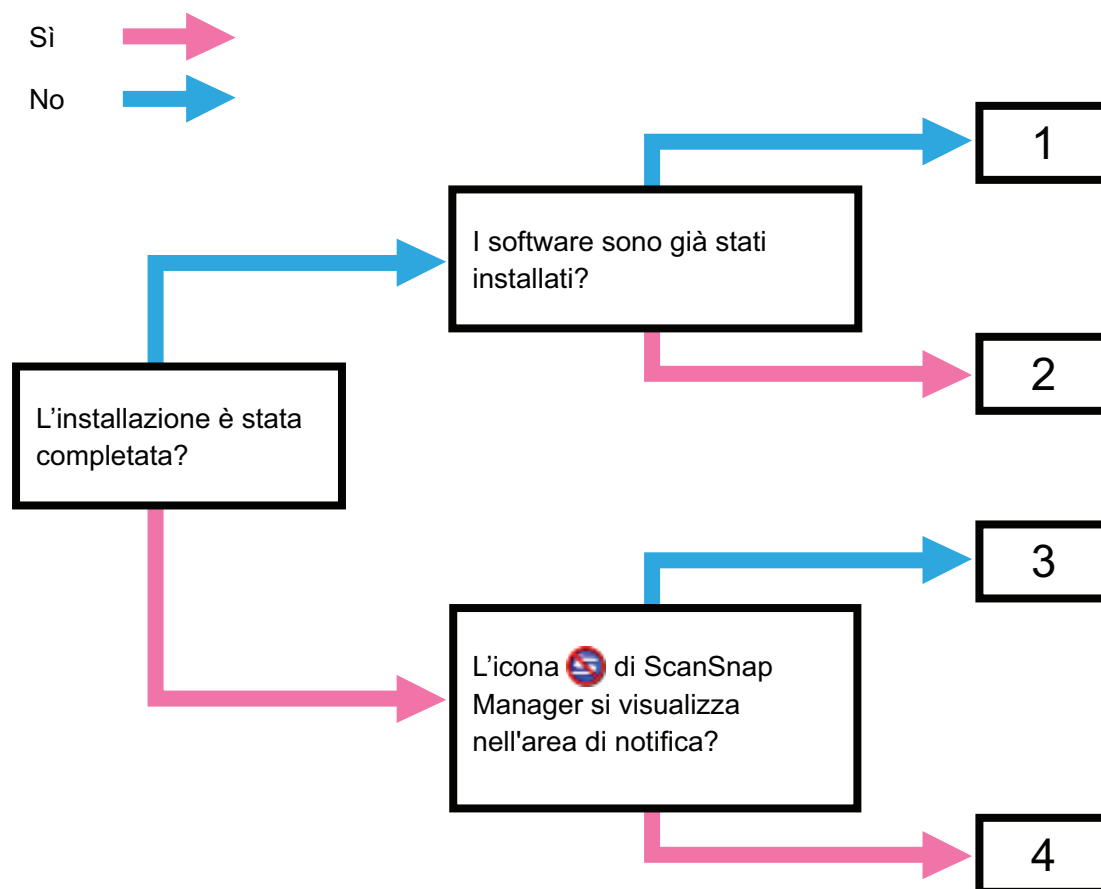 Sì
No
1
I software sono già stati
installati?
2
L’installazione è stata
completata?
3
L’icona di ScanSnap
Manager si visualizza
nell'area di notifica?
4